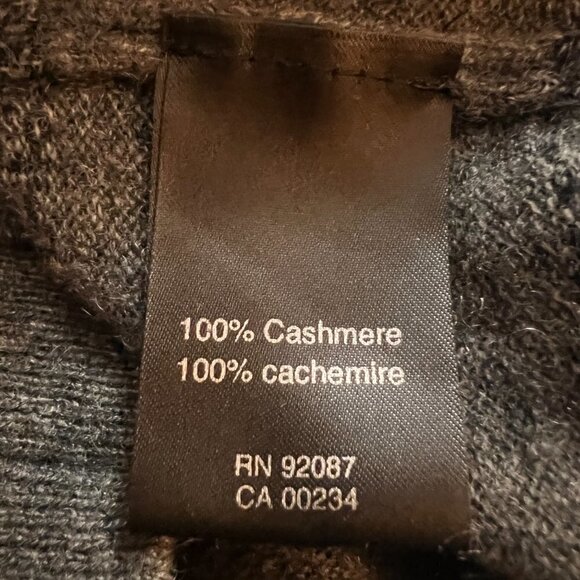 100% Cashmere
100% cachemire
RN 92087
CA 00234